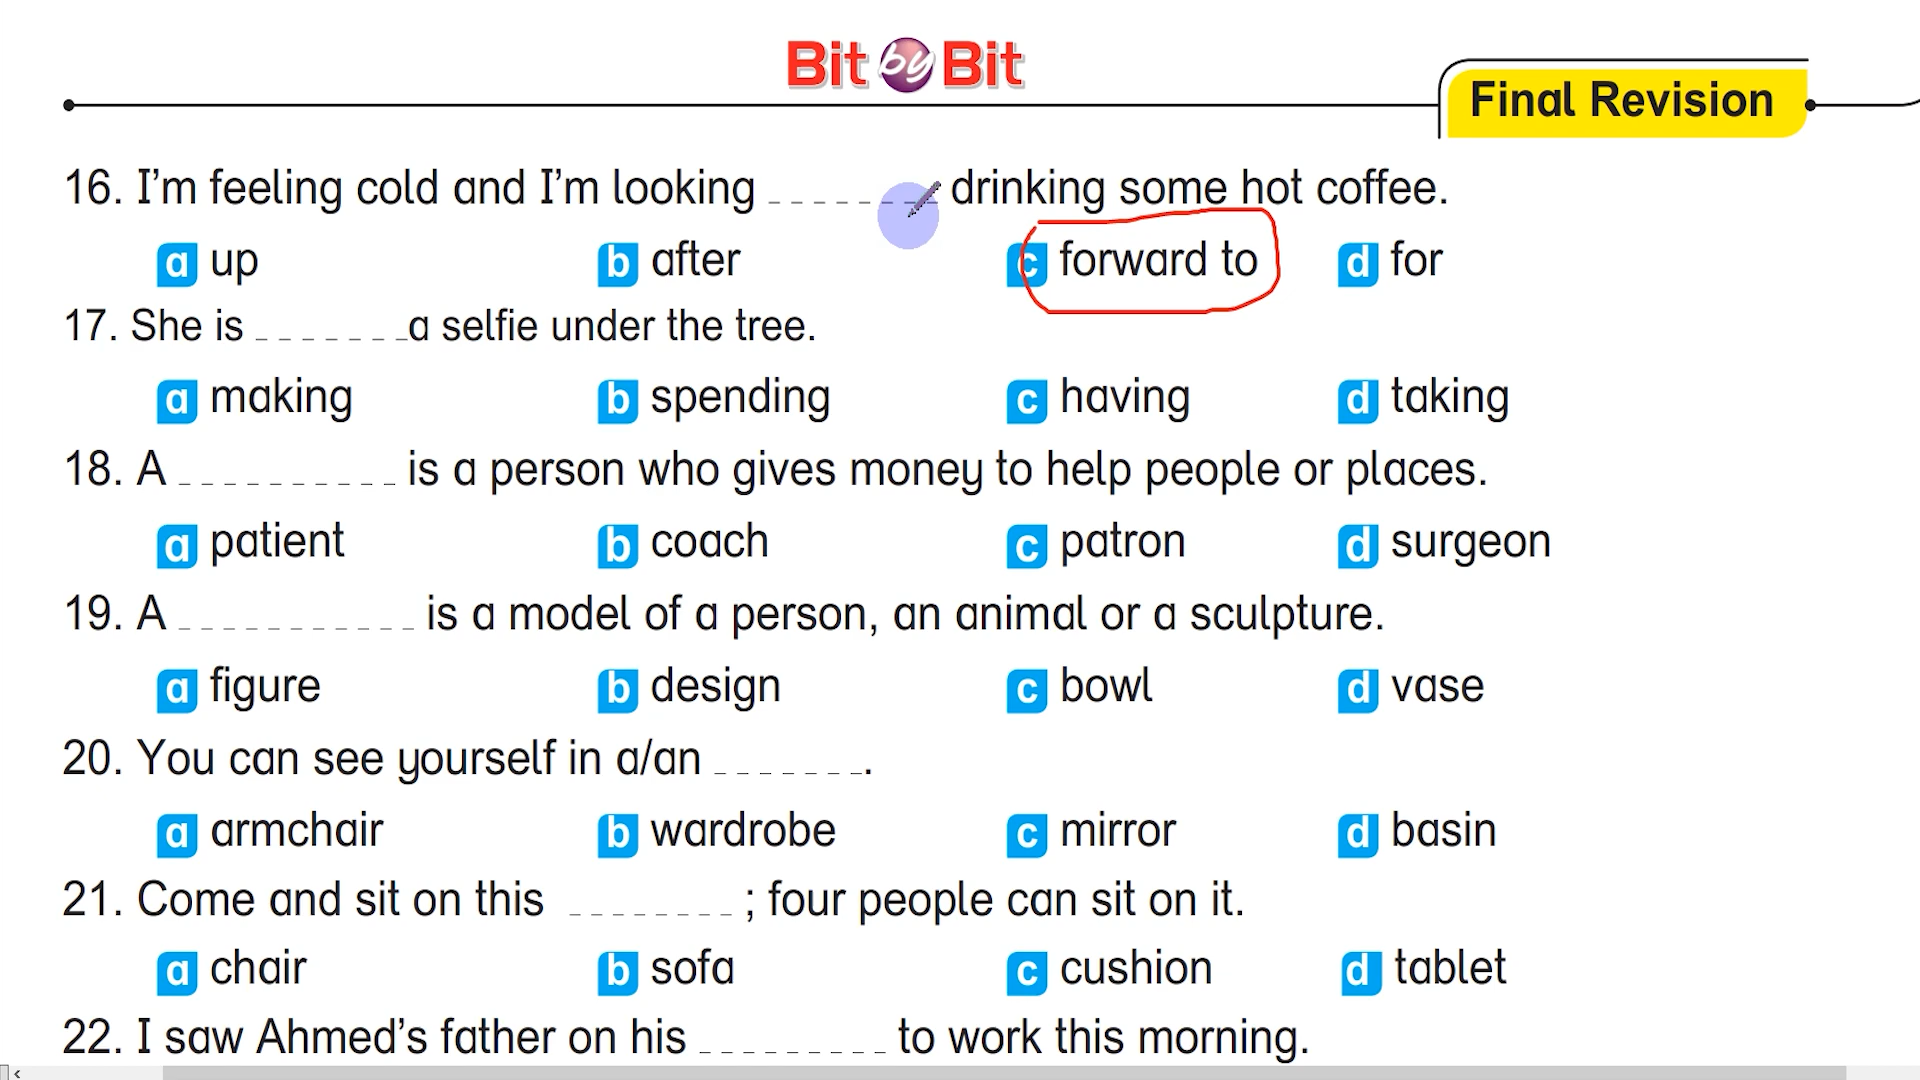 Bit by Bit
Final Revision
16. I’m feeling cold and I’m looking _ _ _ _ _ _ _ _ drinking some hot coffee.
a up b after c forward to d for
17. She is _ _ _ _ _ _ _a selfie under the tree.
a making b spending c having d taking
18. A _ _ _ _ _ _ _ _ _ _ is a person who gives money to help people or places.
a patient b coach c patron d surgeon
19. A _ _ _ _ _ _ _ _ _ _ _ is a model of a person, an animal or a sculpture.
a figure b design c bowl d vase
20. You can see yourself in a/an _ _ _ _ _ _ _.
a armchair b wardrobe c mirror d basin
21. Come and sit on this _ _ _ _ _ _ _ _ ; four people can sit on it.
a chair b sofa c cushion d tablet
22. I saw Ahmed’s father on his _ _ _ _ _ _ _ _ _ to work this morning.